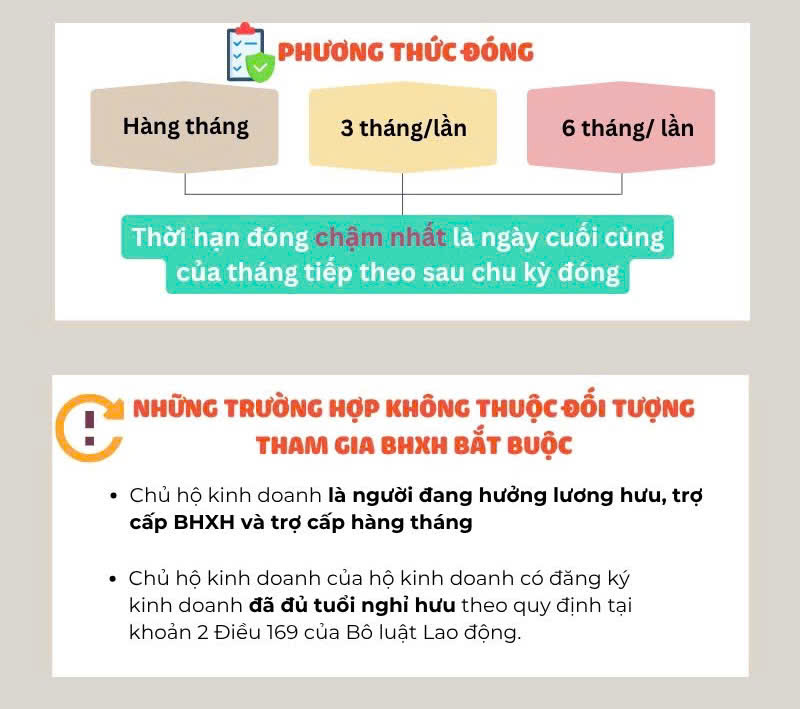 PHƯƠNG THỨC ĐÓNG
Hàng tháng
3 tháng/lần
6 tháng/ lần
Thời hạn đóng chậm nhất là ngày cuối cùng
của tháng tiếp theo sau chu kỳ đóng
NHỮNG TRƯỜNG HỢP KHÔNG THUỘC ĐỐI TƯỢNG
THAM GIA BHXH BẮT BUỘC
• Chủ hộ kinh doanh là người đang hưởng lương hưu, trợ
cấp BHXH và trợ cấp hàng tháng
• Chủ hộ kinh doanh của hộ kinh doanh có đăng ký
kinh doanh đã đủ tuổi nghỉ hưu theo quy định tại
khoản 2 Điều 169 của Bô luật Lao động.